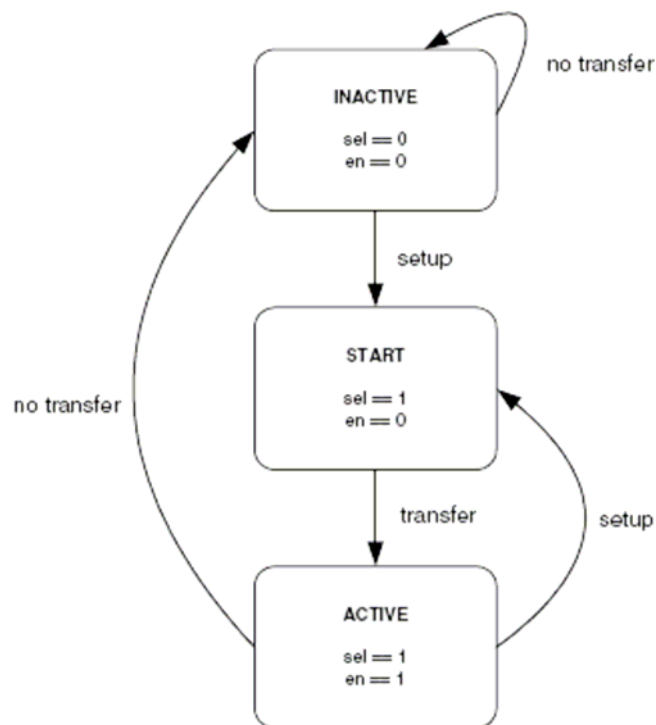 no transfer
INACTIVE
sel == 0
en == 0
setup
START
sel == 1
en == 0
no transfer
transfer
setup
ACTIVE
sel == 1
en == 1